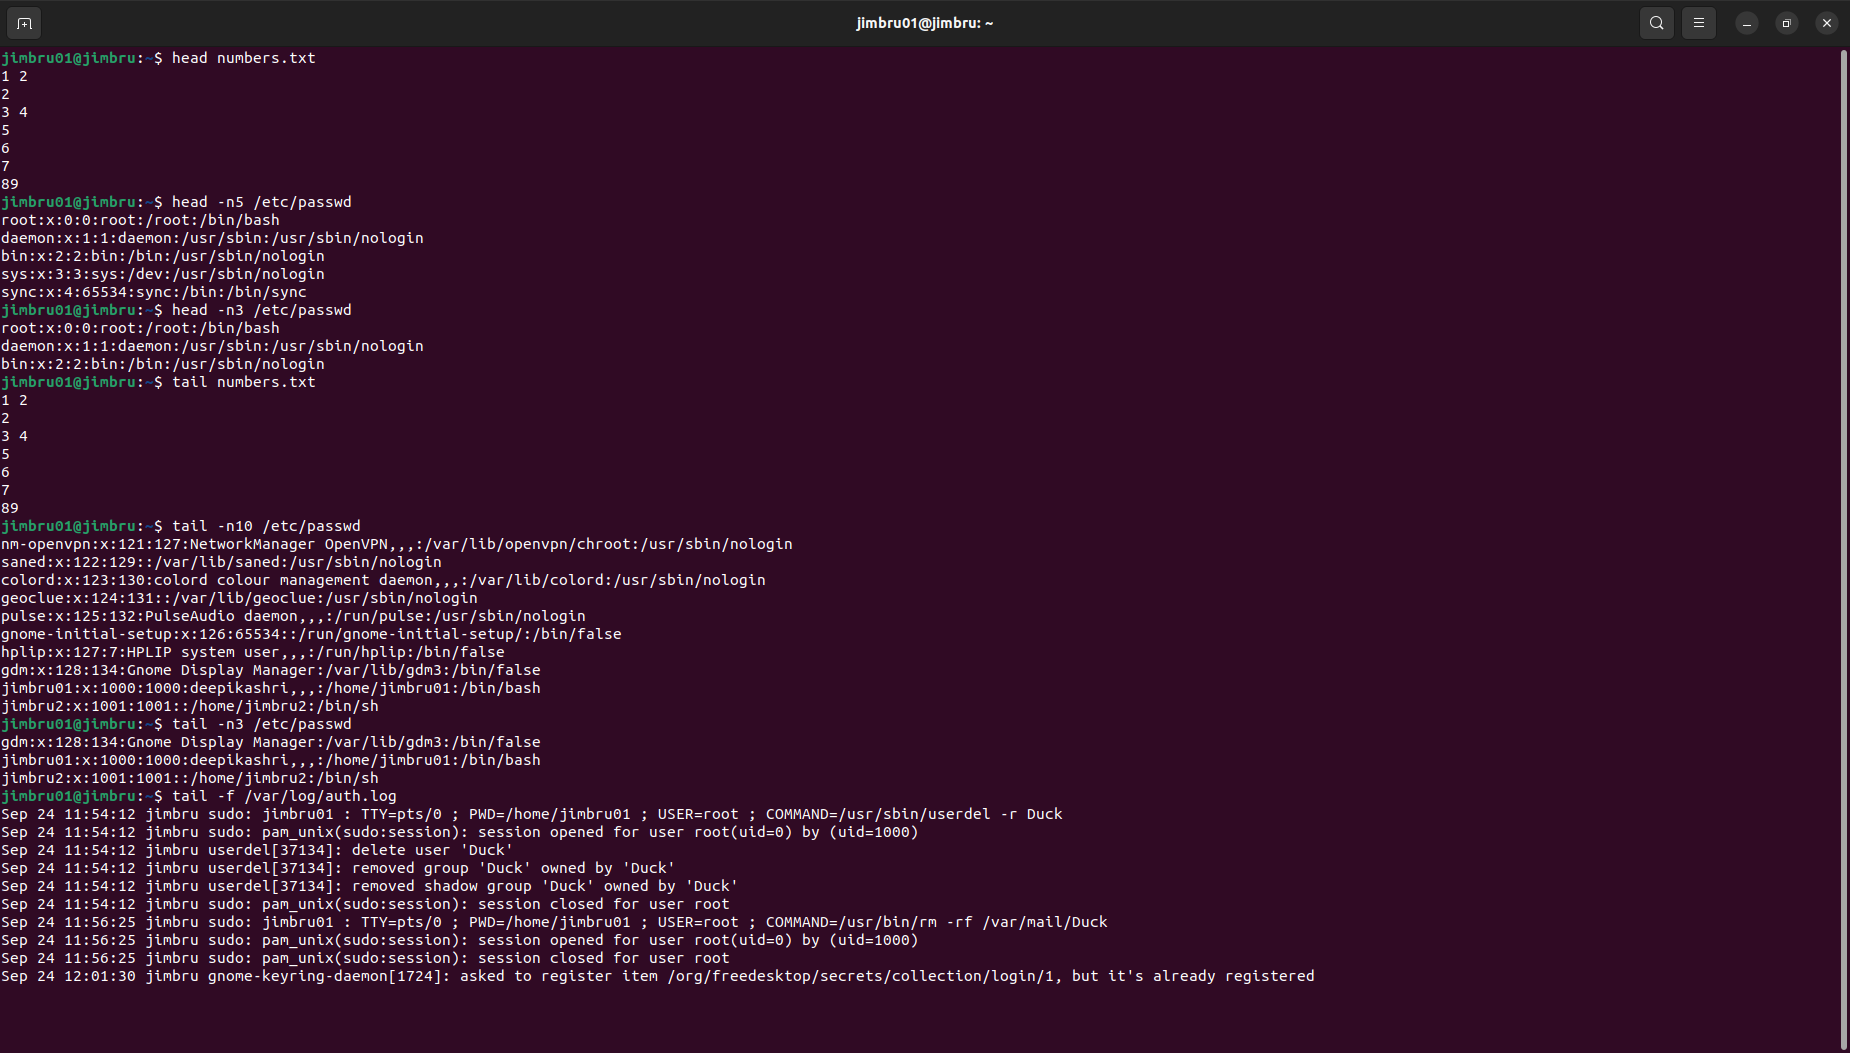 jimbru01@jimbru: ~
jimbru01@jimbru:~$ head numbers.txt
1 2
2
3 4
5
6
7
89
jimbru01@jimbru:~$ head -n5 /etc/passwd
root:x:0:0:root:/root:/bin/bash
daemon:x:1:1:daemon:/usr/sbin:/usr/sbin/nologin
bin:x:2:2:bin:/bin:/usr/sbin/nologin
sys:x:3:3:sys:/dev:/usr/sbin/nologin
sync:x:4:65534:sync:/bin:/bin/sync
jimbru01@jimbru:~$ head -n3 /etc/passwd
root:x:0:0:root:/root:/bin/bash
daemon:x:1:1:daemon:/usr/sbin:/usr/sbin/nologin
bin:x:2:2:bin:/bin:/usr/sbin/nologin
jimbru01@jimbru:~$ tail numbers.txt
1 2
2
3 4
5
6
7
89
jimbru01@jimbru:~$ tail -n10 /etc/passwd
nm-openvpn:x:121:127:NetworkManager OpenVPN,,,:/var/lib/openvpn/chroot:/usr/sbin/nologin
saned:x:122:129::/var/lib/saned:/usr/sbin/nologin
colord:x:123:130:colord colour management daemon,,,:/var/lib/colord:/usr/sbin/nologin
geoclue:x:124:131::/var/lib/geoclue:/usr/sbin/nologin
pulse:x:125:132:PulseAudio daemon,,,:/run/pulse:/usr/sbin/nologin
gnome-initial-setup:x:126:65534::/run/gnome-initial-setup/:/bin/false
hplip:x:127:7:HPLIP system user,,,:/run/hplip:/bin/false
gdm:x:128:134:Gnome Display Manager:/var/lib/gdm3:/bin/false
jimbru01:x:1000:1000:deepikashri,,,:/home/jimbru01:/bin/bash
jimbru2:x:1001:1001::/home/jimbru2:/bin/sh
jimbru01@jimbru:~$ tail -n3 /etc/passwd
gdm:x:128:134:Gnome Display Manager:/var/lib/gdm3:/bin/false
jimbru01:x:1000:1000:deepikashri,,,:/home/jimbru01:/bin/bash
jimbru2:x:1001:1001::/home/jimbru2:/bin/sh
jimbru01@jimbru:~$ tail -f /var/log/auth.log
Sep 24 11:54:12 jimbru sudo: jimbru01 : TTY=pts/0 ; PWD=/home/jimbru01 ; USER=root ; COMMAND=/usr/sbin/userdel -r Duck
Sep 24 11:54:12 jimbru sudo: pam_unix(sudo:session): session opened for user root(uid=0) by (uid=1000)
Sep 24 11:54:12 jimbru userdel[37134]: delete user 'Duck'
Sep 24 11:54:12 jimbru userdel[37134]: removed group 'Duck' owned by 'Duck'
Sep 24 11:54:12 jimbru userdel[37134]: removed shadow group 'Duck' owned by 'Duck'
Sep 24 11:54:12 jimbru sudo: pam_unix(sudo:session): session closed for user root
Sep 24 11:56:25 jimbru sudo: jimbru01 : TTY=pts/0 ; PWD=/home/jimbru01 ; USER=root ; COMMAND=/usr/bin/rm -rf /var/mail/Duck
Sep 24 11:56:25 jimbru sudo: pam_unix(sudo:session): session opened for user root(uid=0) by (uid=1000)
Sep 24 11:56:25 jimbru sudo: pam_unix(sudo:session): session closed for user root
Sep 24 12:01:30 jimbru gnome-keyring-daemon[1724]: asked to register item /org/freedesktop/secrets/collection/login/1, but it's already registered